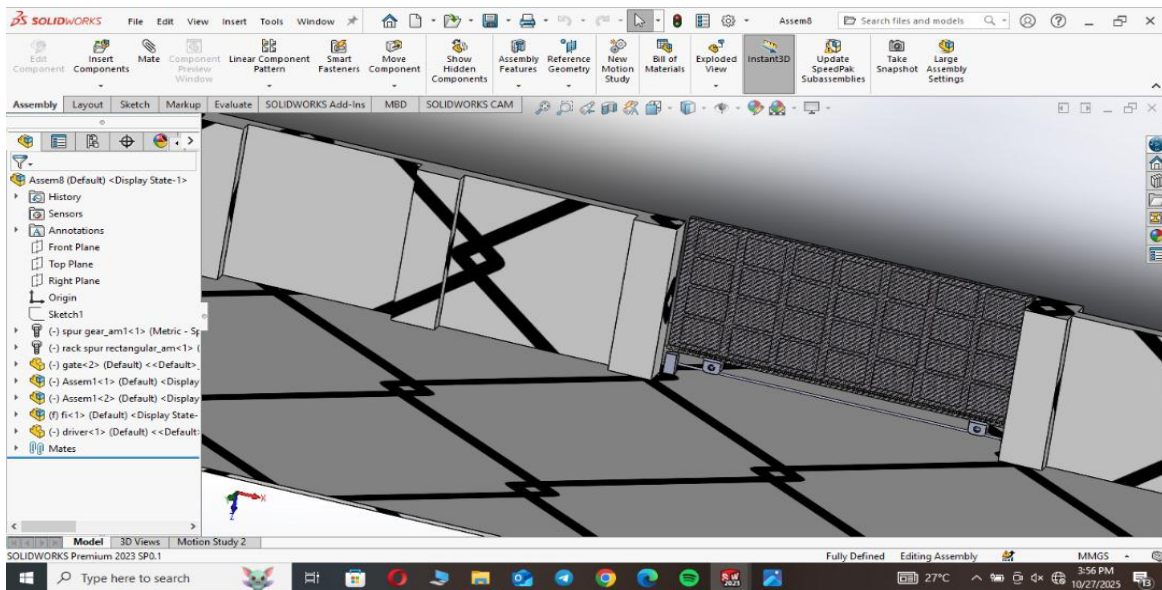 SOLIDWORKS File Edit View Insert Tools Window Assem8 Search files and models
Edit Component
Insert Components
Mate
Component Preview Window
Linear Component Pattern
Smart Fasteners
Move Component
Show Hidden Components
Assembly Features
Reference Geometry
New Motion Study
Bill of Materials
Exploded View
Instant3D
Update SpeedPak Subassemblies
Take Snapshot
Large Assembly Settings
Assembly Layout Sketch Markup Evaluate SOLIDWORKS Add-Ins MBD SOLIDWORKS CAM
Assem8 (Default) <Display State-1>
History
Sensors
Annotations
Front Plane
Top Plane
Right Plane
Origin
Sketch1
(-) spur gear_am1<1> (Metric - Sp
(-) rack spur rectangular_am<1> (
(-) gate<2> (Default) <<Default>_
(-) Assem1<1> (Default) <Display
(-) Assem1<2> (Default) <Display
(f) fi<1> (Default) <Display State-
(-) driver<1> (Default) <<Default>
Mates
X
Z
Model 3D Views Motion Study 2
SOLIDWORKS Premium 2023 SP0.1 Fully Defined Editing Assembly MMGS
Type here to search 27°C 3:56 PM
10/27/2025